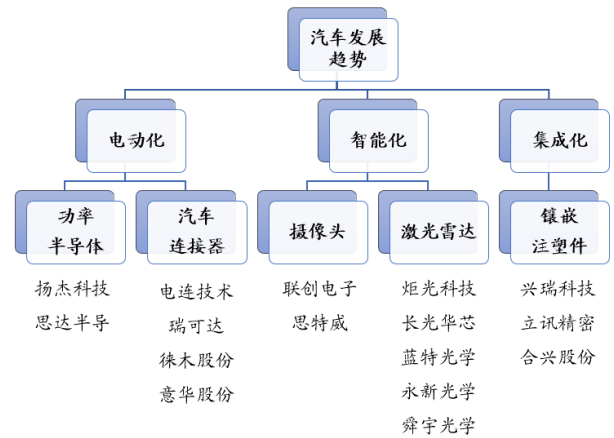 汽车发展
趋势
电动化
智能化
集成化
功率
半导体
汽车
连接器
摄像头
激光雷达
镶嵌
注塑件
扬杰科技
思达半导
电连技术
瑞可达
徕木股份
意华股份
联创电子
思特威
炬光科技
长光华芯
蓝特光学
永新光学
舜宇光学
兴瑞科技
立讯精密
合兴股份